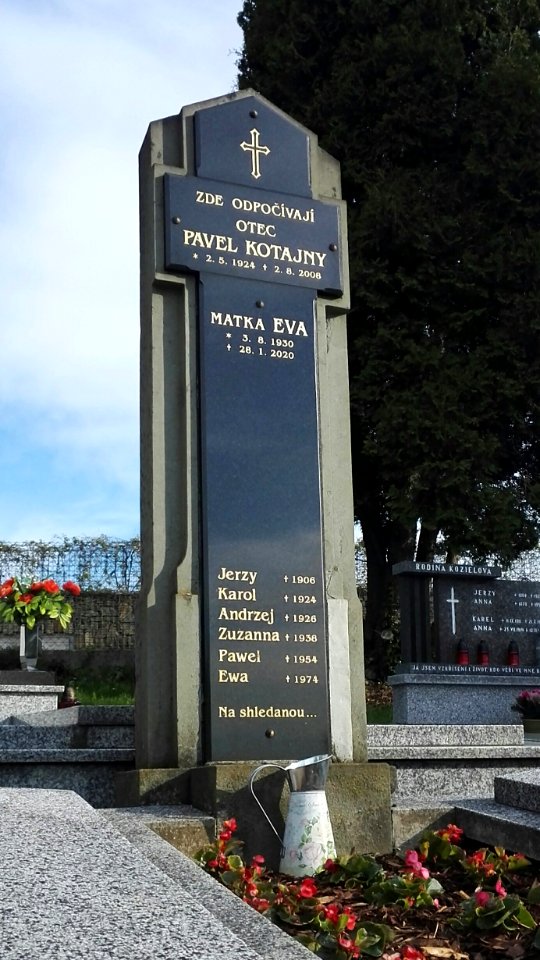 ZDE ODPOČÍVAJÍ
OTEC
PAVEL KOTAJNY
* 2. 5. 1924 † 2. 8. 2008
MATKA EVA
* 3. 8. 1930
† 28. 1. 2020
Jerzy † 1906
Karol † 1924
Andrzej † 1926
Zuzanna † 1936
Paweł † 1954
Ewa † 1974
Na shledanou...
RODINA KOZIELOVA
JERZY
ANNA
KAREL
ANNA